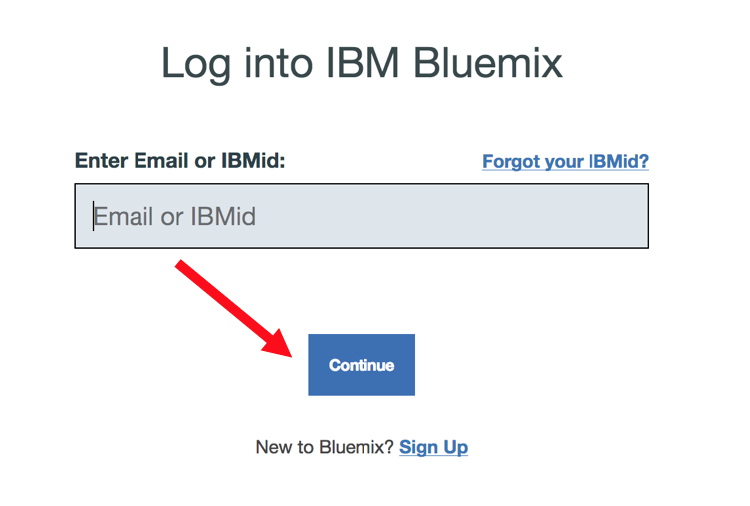 Log into IBM Bluemix
Enter Email or IBMid: Forgot your IBMid?
Email or IBMid
Continue
New to Bluemix? Sign Up